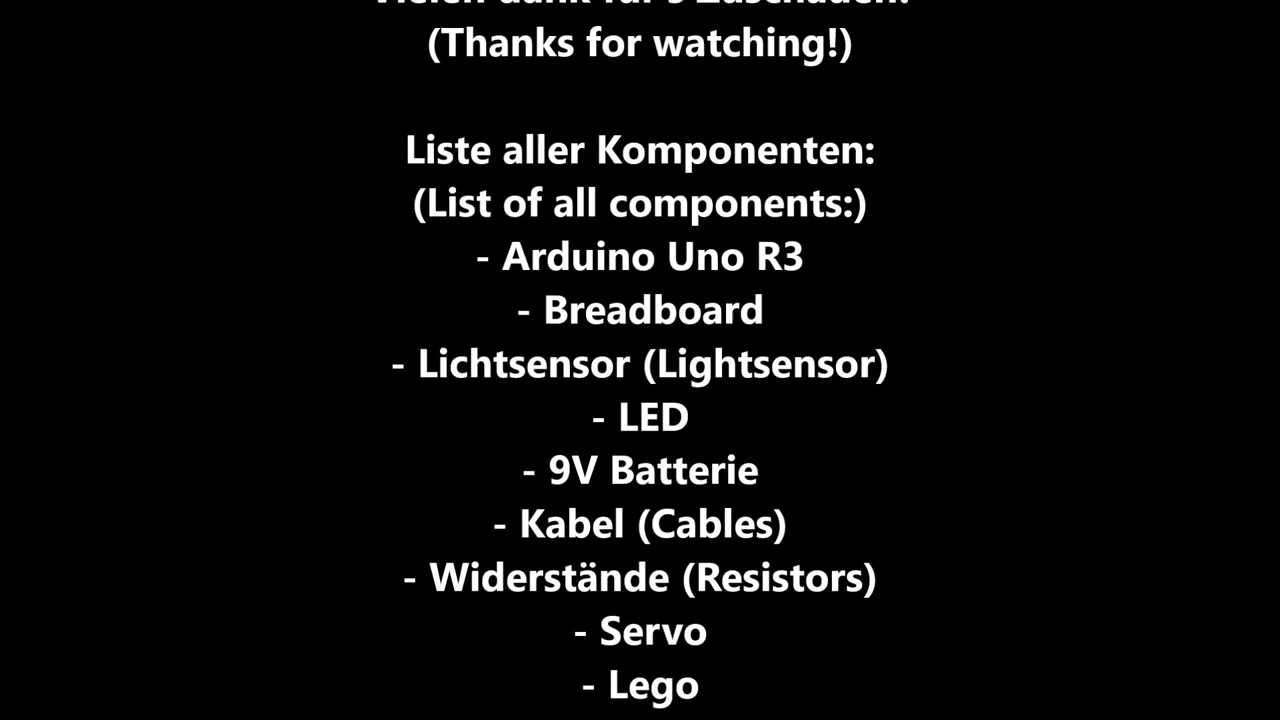 (Thanks for watching!)
Liste aller Komponenten:
(List of all components:)
- Arduino Uno R3
- Breadboard
- Lichtsensor (Lightsensor)
- LED
- 9V Batterie
- Kabel (Cables)
- Widerstände (Resistors)
- Servo
- Lego